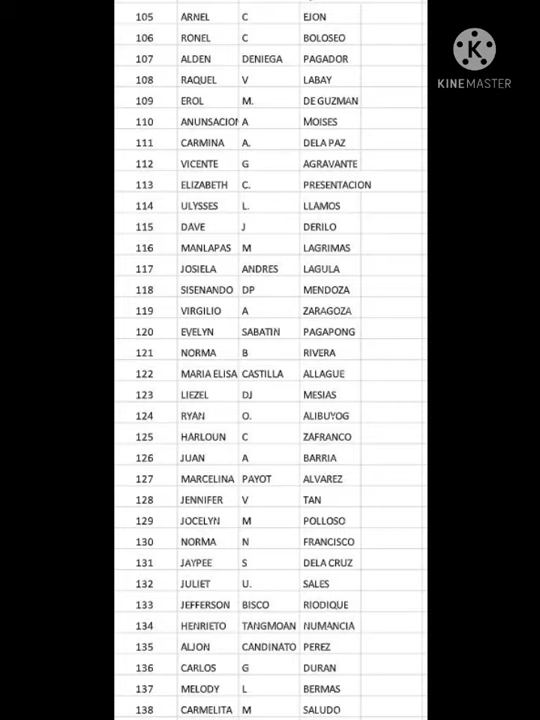 105 ARNEL C EJON
106 RONEL C BOLOSEO
107 ALDEN DENIEGA PAGADOR
108 RAQUEL V LABAY
109 EROL M. DE GUZMAN
110 ANUNSACION A MOISES
111 CARMINA A. DELA PAZ
112 VICENTE G AGRAVANTE
113 ELIZABETH C. PRESENTACION
114 ULYSSES L. LLAMOS
115 DAVE J DERILO
116 MANLAPAS M LAGRIMAS
117 JOSIELA ANDRES LAGULA
118 SISENANDO DP MENDOZA
119 VIRGILIO A ZARAGOZA
120 EVELYN SABATIN PAGAPONG
121 NORMA B RIVERA
122 MARIA ELISA CASTILLA ALLAGUE
123 LIEZEL DJ MESIAS
124 RYAN O. ALIBUYOG
125 HARLOUN C ZAFRANCO
126 JUAN A BARRIA
127 MARCELINA PAYOT ALVAREZ
128 JENNIFER V TAN
129 JOCELYN M POLLOSO
130 NORMA N FRANCISCO
131 JAYPEE S DELA CRUZ
132 JULIET U. SALES
133 JEFFERSON BISCO RIODIQUE
134 HENRIETO TANGMOAN NUMANCIA
135 ALJON CANDINATO PEREZ
136 CARLOS G DURAN
137 MELODY L BERMAS
138 CARMELITA M SALUDO
KINEMASTER